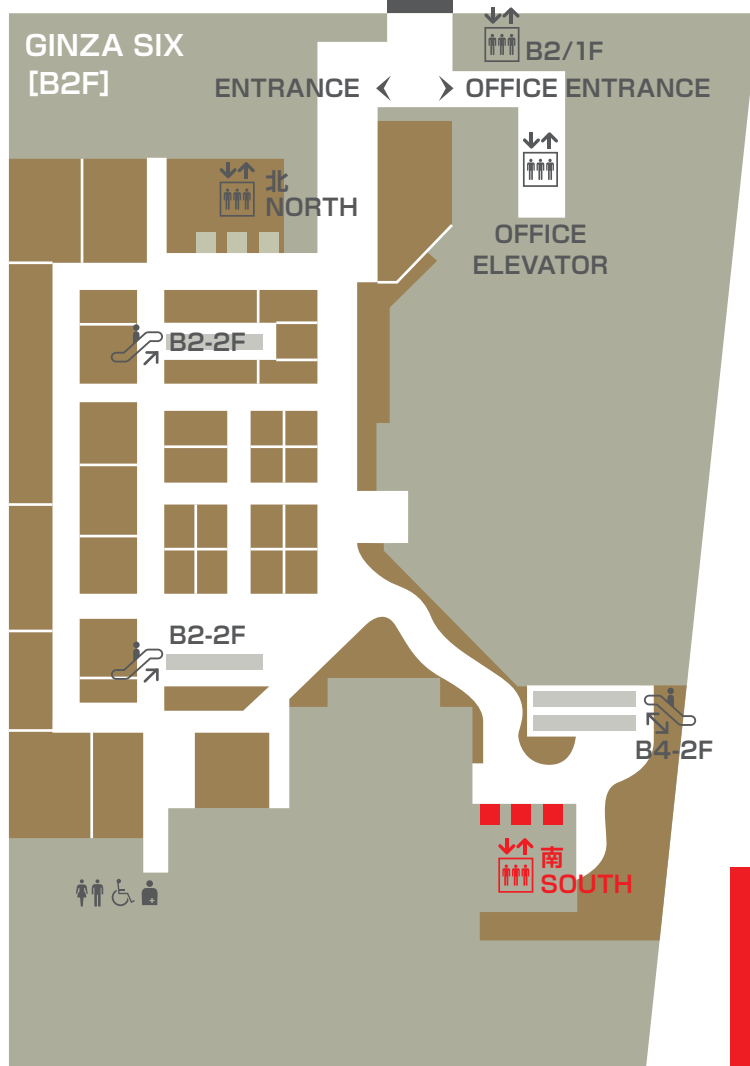 GINZA SIX
[B2F]
B2/1F
ENTRANCE
OFFICE ENTRANCE
北
NORTH
OFFICE
ELEVATOR
B2-2F
B2-2F
B4-2F
南
SOUTH